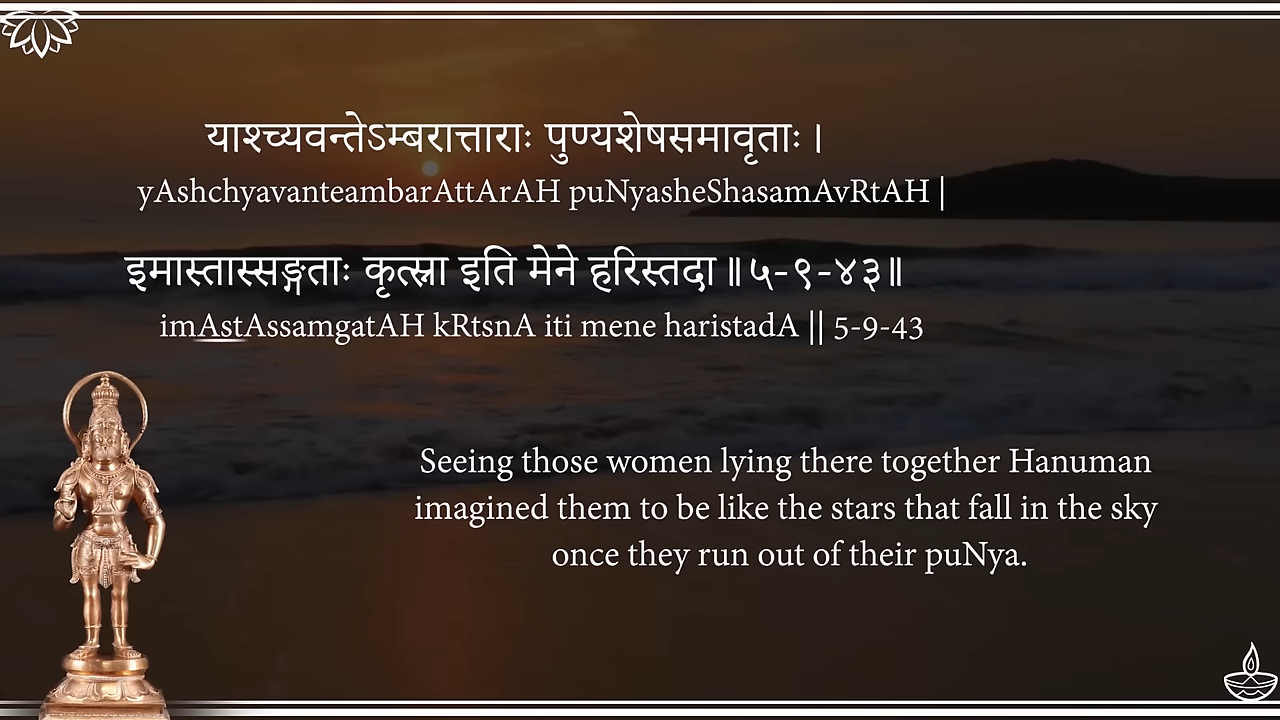 याश्च्यवन्तेऽम्बरात्ताराः पुण्यशेषसमावृताः ।
yAshchyavanteambarAttArAH puNyasheShasamAvRtAH |
इमास्तास्सङ्गताः कृत्स्ना इति मेने हरिस्तदा ॥ ५-९-४३॥
imAstAssamgatAH kRtsnA iti mene haristadA || 5-9-43
Seeing those women lying there together Hanuman
imagined them to be like the stars that fall in the sky
once they run out of their puNya.